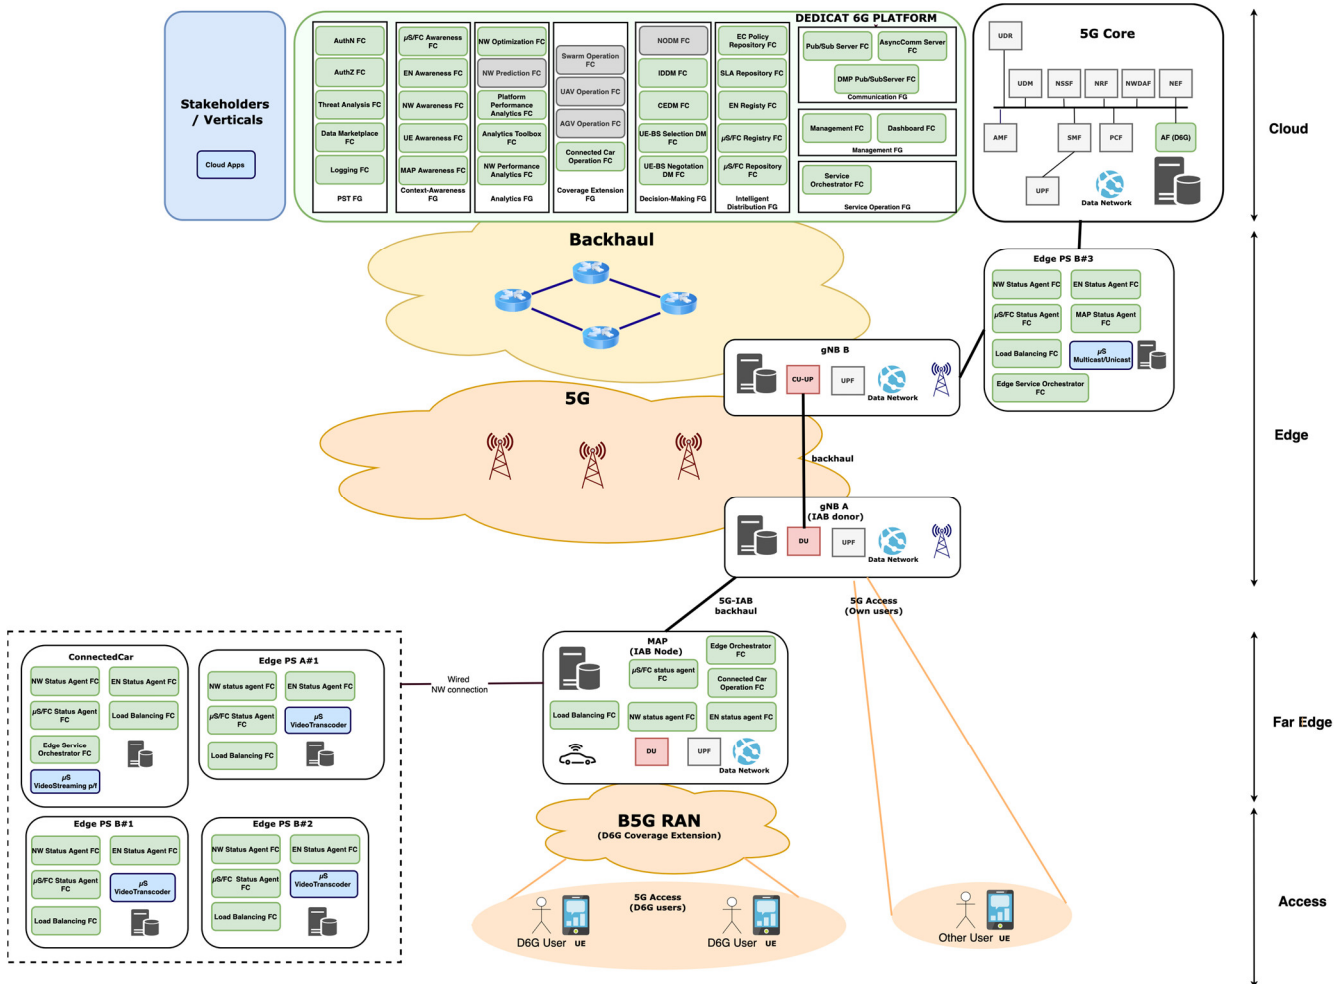 Stakeholders
/ Verticals
Cloud Apps
DEDICAT 6G PLATFORM
AuthN FC
AuthZ FC
Threat Analysis FC
Data Marketplace
FC
Logging FC
PST FG
μS/FC Awareness
FC
EN Awareness FC
NW Awareness FC
UE Awareness FC
MAP Awareness FC
Context-Awareness
FG
NW Optimization FC
NW Prediction FC
Platform
Performance
Analytics FC
Analytics Toolbox
FC
NW Performance
Analytics FC
Analytics FG
Swarm Operation
FC
UAV Operation FC
AGV Operation FC
Connected Car
Operation FC
Coverage Extension
FG
NODM FC
IDDM FC
CEDM FC
UE-BS Selection DM
FC
UE-BS Negotation
DM FC
Decision-Making FG
EC Policy
Repository FC
SLA Repository FC
EN Registy FC
μS/FC Registry FC
μS/FC Repository
FC
Intelligent
Distribution FG
Pub/Sub Server FC
AsyncComm Server
FC
DMP Pub/SubServer FC
Communication FG
Management FC
Dashboard FC
Management FG
Service
Orchestrator FC
Service Operation FG
5G Core
UDR
UDM
NSSF
NRF
NWDAF
NEF
AMF
SMF
PCF
AF (D6G)
UPF
Data Network
Cloud
Backhaul
Edge PS B#3
NW Status Agent FC
EN Status Agent FC
μS/FC Status Agent
FC
MAP Status Agent
FC
Load Balancing FC
μS
Multicast/Unicast
Edge Service Orchestrator
FC
gNB B
CU-UP
UPF
Data Network
5G
backhaul
Edge
gNB A
(IAB donor)
DU
UPF
Data Network
5G-IAB
backhaul
5G Access
(Own users)
MAP
(IAB Node)
Edge Orchestrator
FC
μS/FC status agent
FC
Connected Car
Operation FC
Load Balancing FC
NW status agent FC
EN status agent FC
DU
UPF
Data Network
Wired
NW connection
ConnectedCar
NW Status Agent FC
EN Status Agent FC
μS/FC Status Agent
FC
Load Balancing FC
Edge Service
Orchestrator FC
μS
VideoStreaming p/f
Edge PS A#1
NW status agent FC
EN Status Agent FC
μS/FC Status Agent
FC
μS
VideoTranscoder
Load Balancing FC
Far Edge
Edge PS B#1
NW Status Agent FC
EN Status Agent FC
μS/FC Status Agent
FC
μS
VideoTranscoder
Load Balancing FC
Edge PS B#2
NW Status Agent FC
EN Status Agent FC
μS/FC Status Agent
FC
μS
VideoTranscoder
Load Balancing FC
B5G RAN
(D6G Coverage Extension)
5G Access
(D6G users)
D6G User
UE
D6G User
UE
Other User
UE
Access